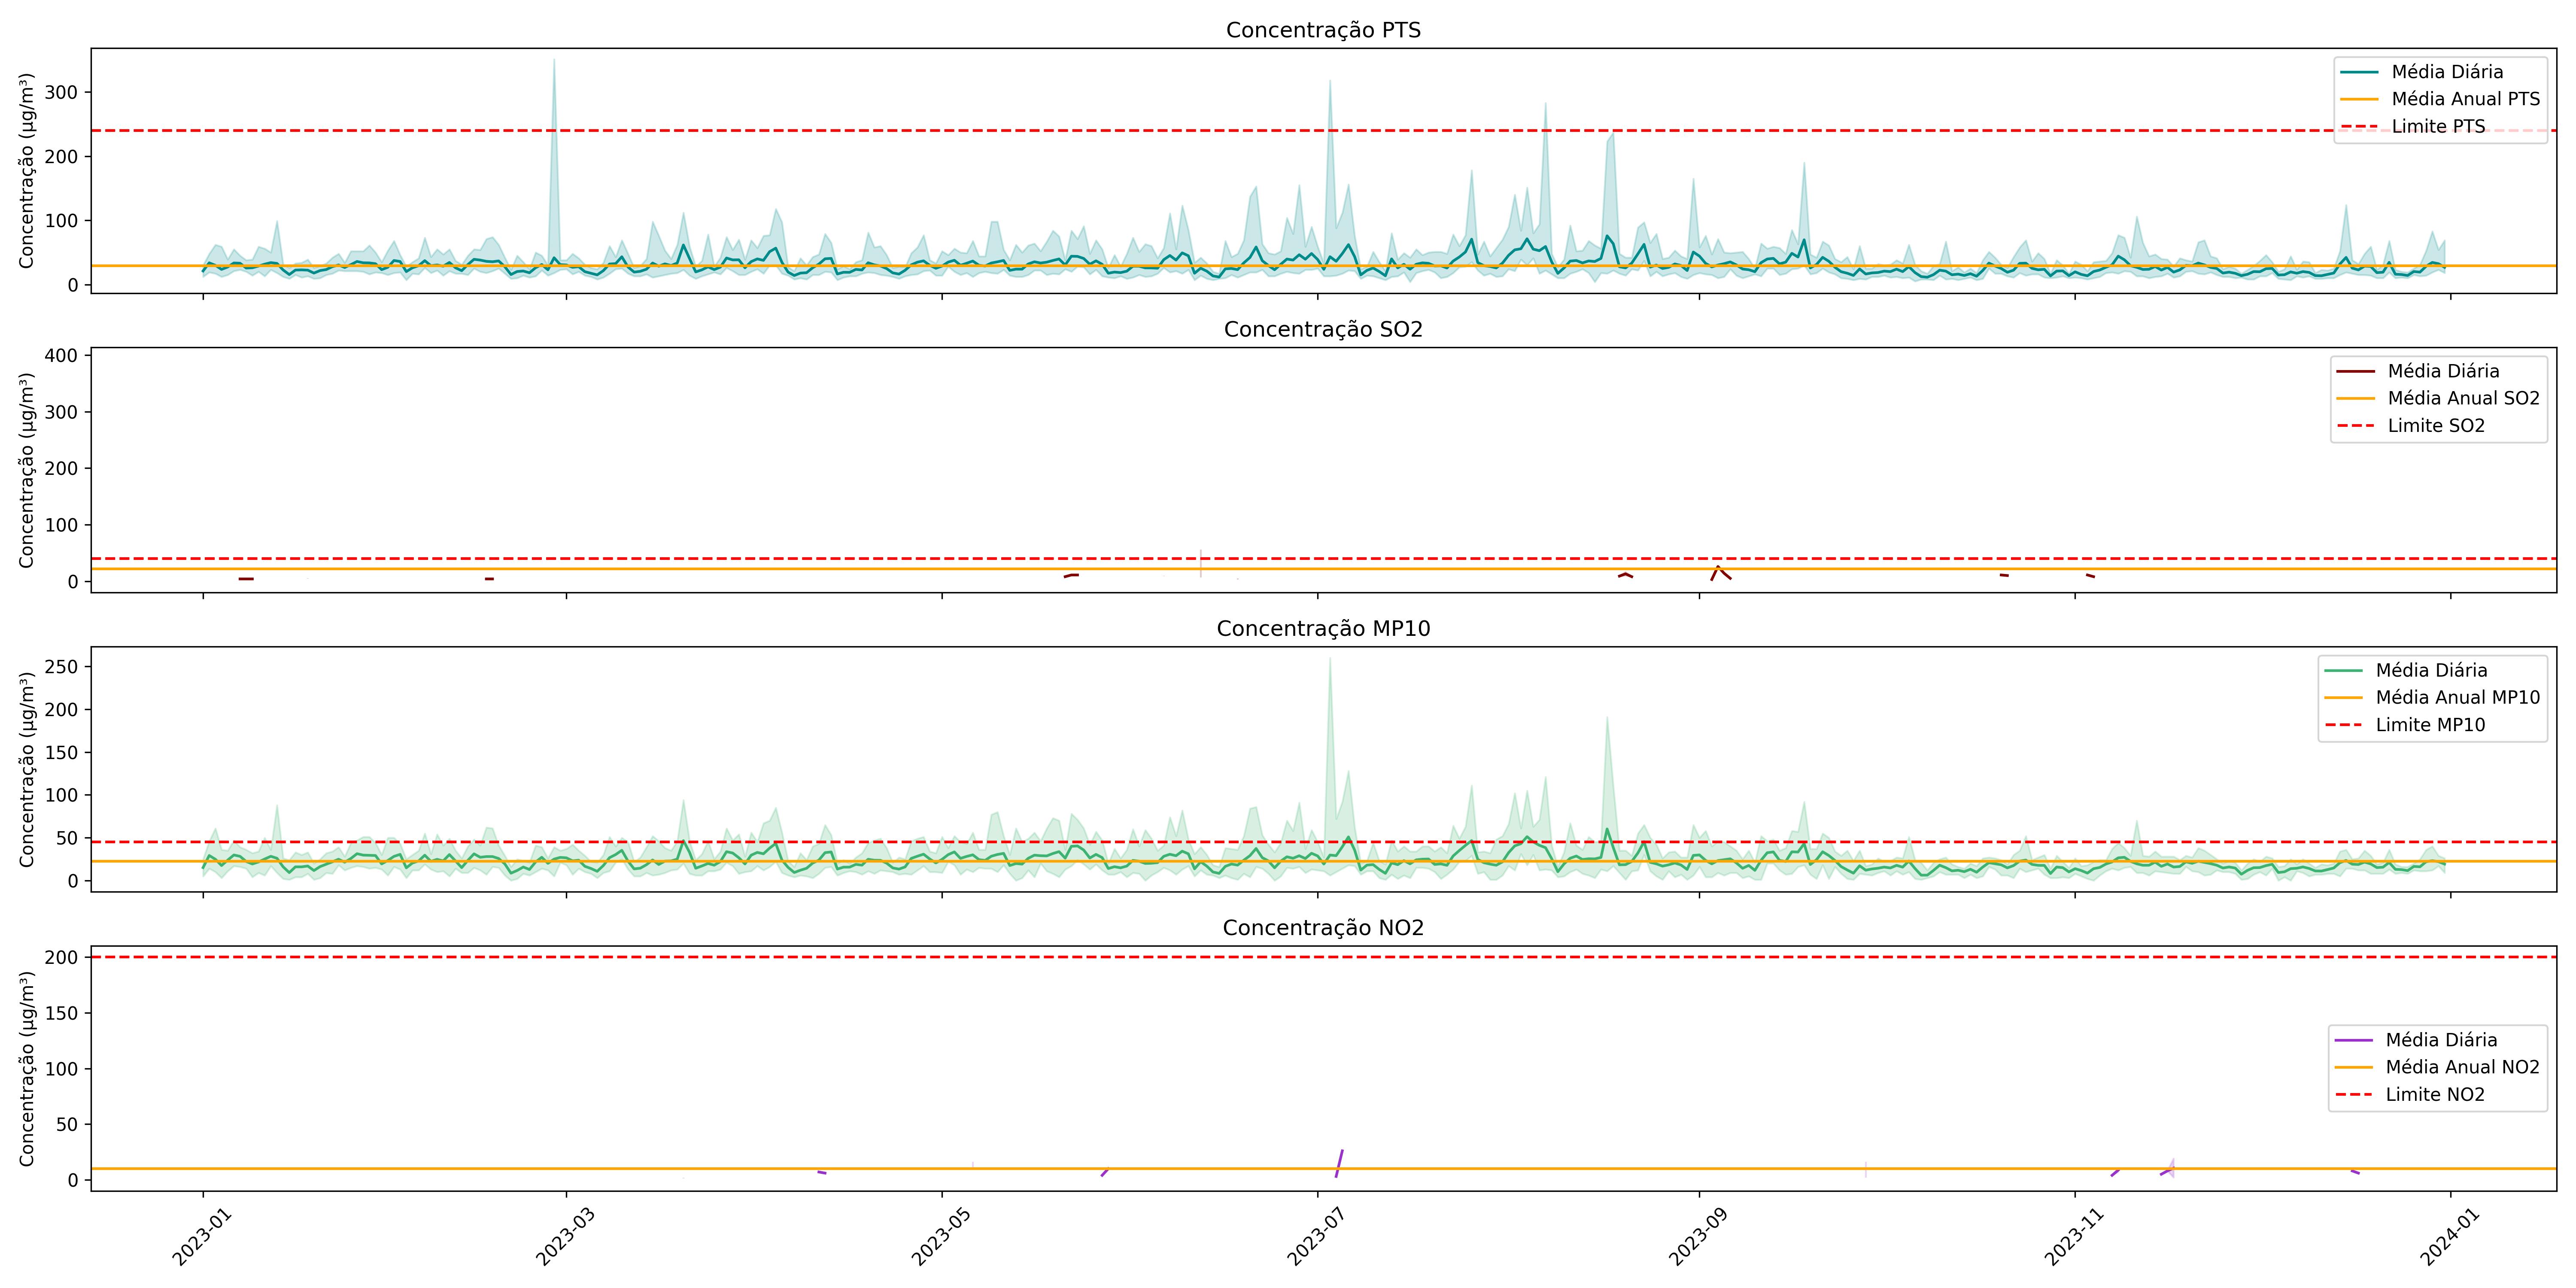 Concentração PTS
Concentração (µg/m³)
300
200
100
0
Média Diária
Média Anual PTS
Limite PTS
Concentração SO2
Concentração (µg/m³)
400
300
200
100
0
Média Diária
Média Anual SO2
Limite SO2
Concentração MP10
Concentração (µg/m³)
250
200
150
100
50
0
Média Diária
Média Anual MP10
Limite MP10
Concentração NO2
Concentração (µg/m³)
200
150
100
50
0
Média Diária
Média Anual NO2
Limite NO2
2023-01
2023-03
2023-05
2023-07
2023-09
2023-11
2024-01